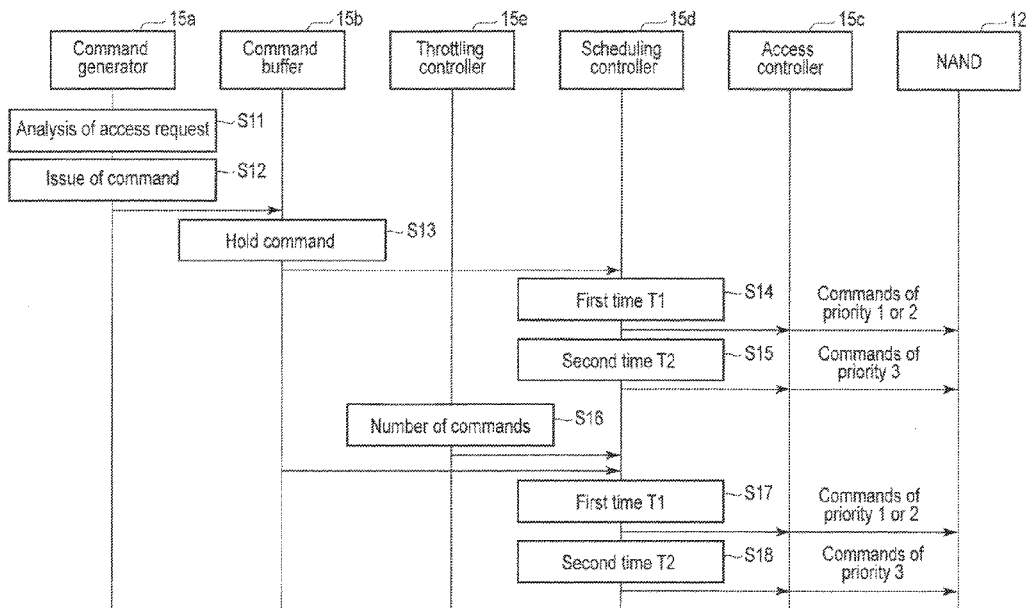 15a
15b
15e
15d
15c
12
Command
generator
Command
buffer
Throttling
controller
Scheduling
controller
Access
controller
NAND
Analysis of access request
S11
Issue of command
S12
Hold command
S13
First time T1
S14
Commands of
priority 1 or 2
Second time T2
S15
Commands of
priority 3
Number of commands
S16
First time T1
S17
Commands of
priority 1 or 2
Second time T2
S18
Commands of
priority 3